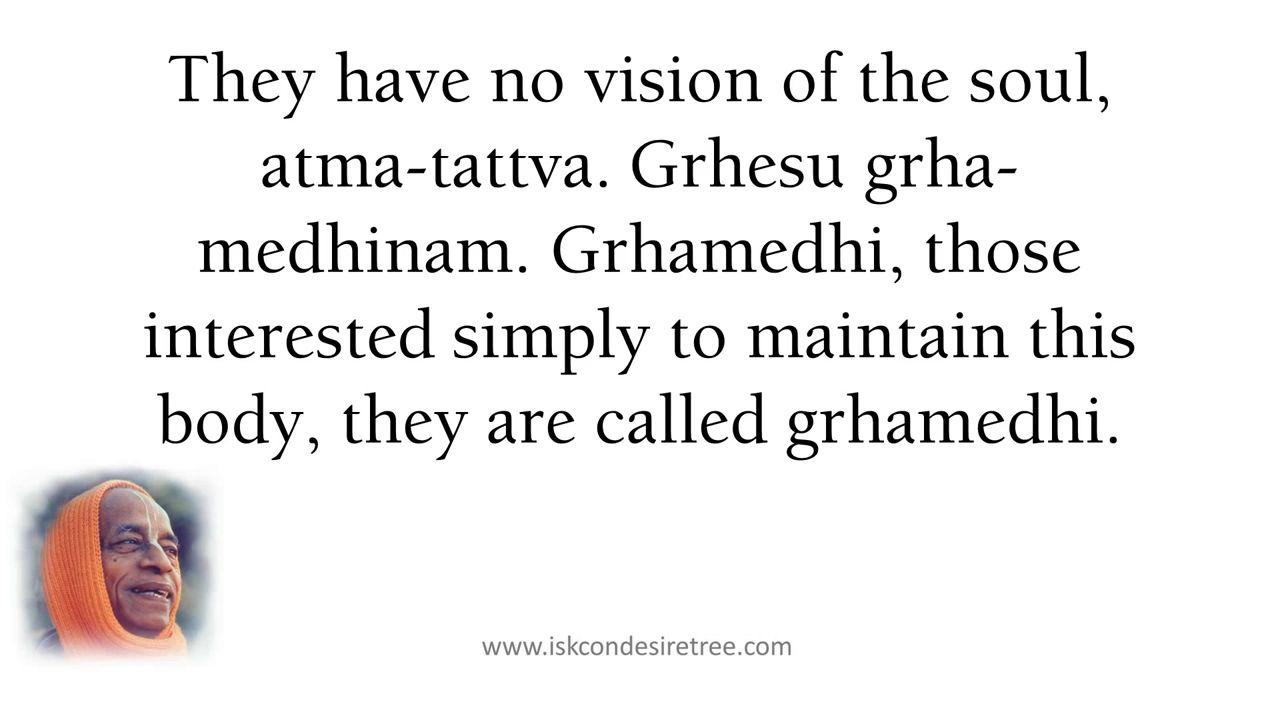 They have no vision of the soul,
atma-tattva. Grhesu grha-
medhinam. Grhamedhi, those
interested simply to maintain this
body, they are called grhamedhi.
www.iskcondesiretree.com